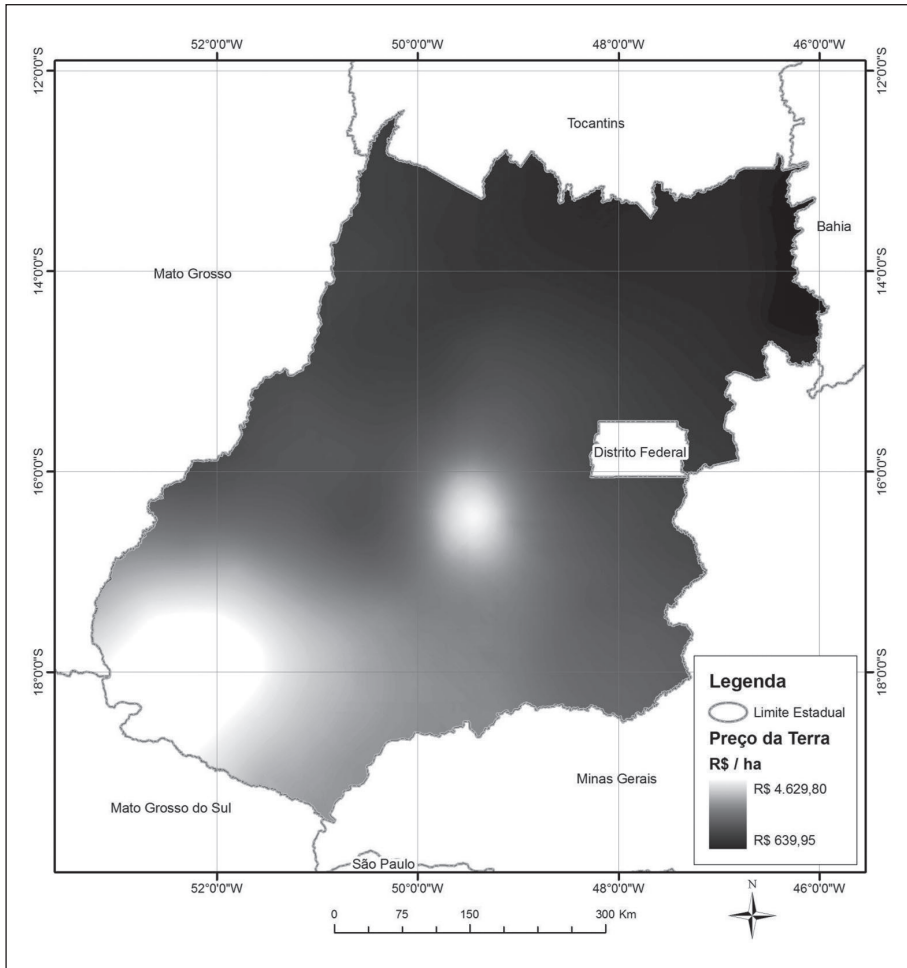 52°0'0"W
50°0'0"W
48°0'0"W
46°0'0"W
12°0'0"S
12°0'0"S
Tocantins
Bahia
Mato Grosso
14°0'0"S
14°0'0"S
Distrito Federal
16°0'0"S
16°0'0"S
18°0'0"S
18°0'0"S
Legenda
Limite Estadual
Preço da Terra
R$ / ha
R$ 4.629,80
R$ 639,95
Minas Gerais
Mato Grosso do Sul
São Paulo
52°0'0"W
50°0'0"W
48°0'0"W
46°0'0"W
0 75 150 300 Km
N